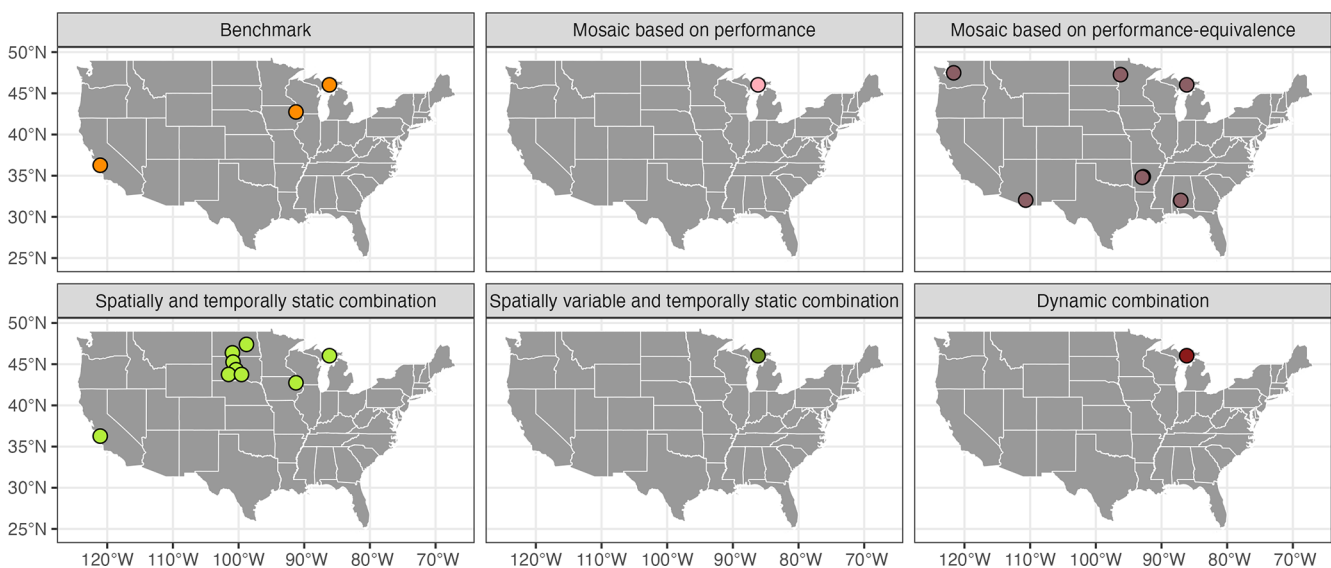 Benchmark
Mosaic based on performance
Mosaic based on performance-equivalence
50°N
45°N
40°N
35°N
30°N
25°N
Spatially and temporally static combination
Spatially variable and temporally static combination
Dynamic combination
50°N
45°N
40°N
35°N
30°N
25°N
120°W 110°W 100°W 90°W 80°W 70°W
120°W 110°W 100°W 90°W 80°W 70°W
120°W 110°W 100°W 90°W 80°W 70°W